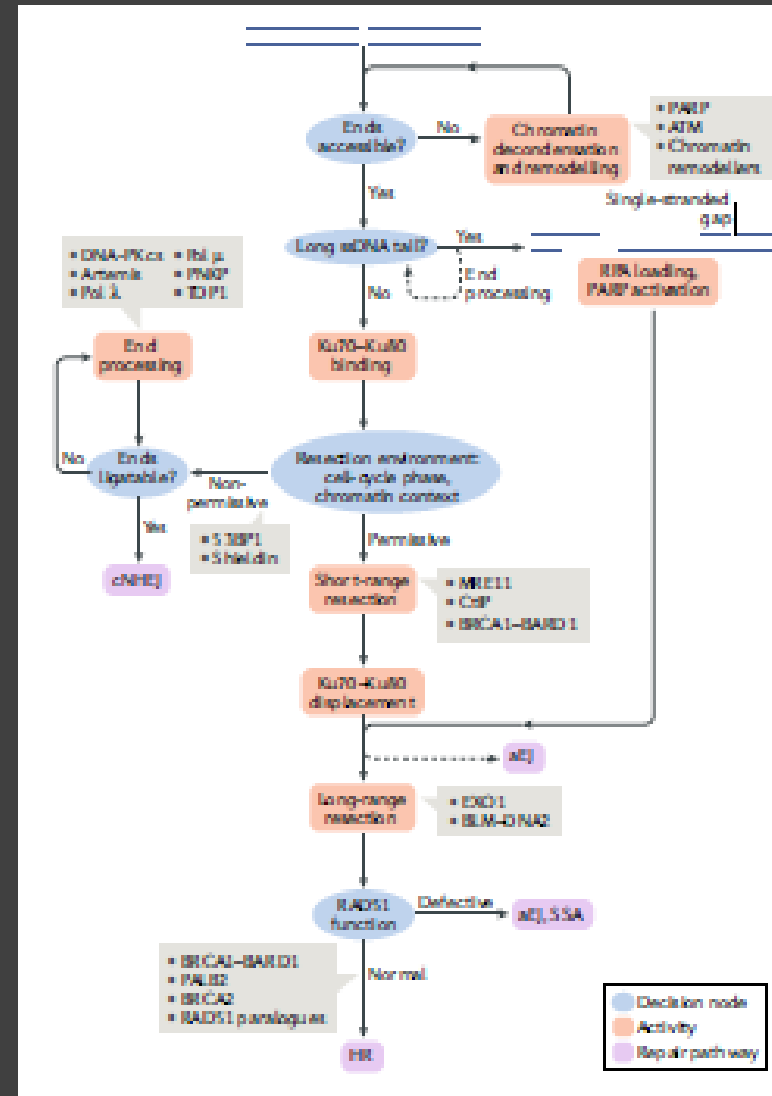 Ends
accessible?
No
Chromatin
decondensation
and remodelling
• PARP
• ATM
• Chromatin
remodellers
Yes
Single-stranded
gap
Long ssDNA tail?
Yes
End
processing
No
RPA loading,
PARP activation
• DNA-PKcs • Pol μ
• Artemis • PNKP
• Pol λ • TDP1
End
processing
Ku70–Ku80
binding
No
Ends
ligatable?
Non-
permissive
Resection environment:
cell-cycle phase,
chromatin context
• 53BP1
• Shieldin
Yes
cNHEJ
Permissive
Short-range
resection
• MRE11
• CtIP
• BRCA1–BARD1
Ku70–Ku80
displacement
aEJ
Long-range
resection
• EXO1
• BLM–DNA2
RAD51
function
Defective
aEJ, SSA
• BRCA1–BARD1
• PALB2
• BRCA2
• RAD51 paralogues
Normal
HR
Decision node
Activity
Repair pathway